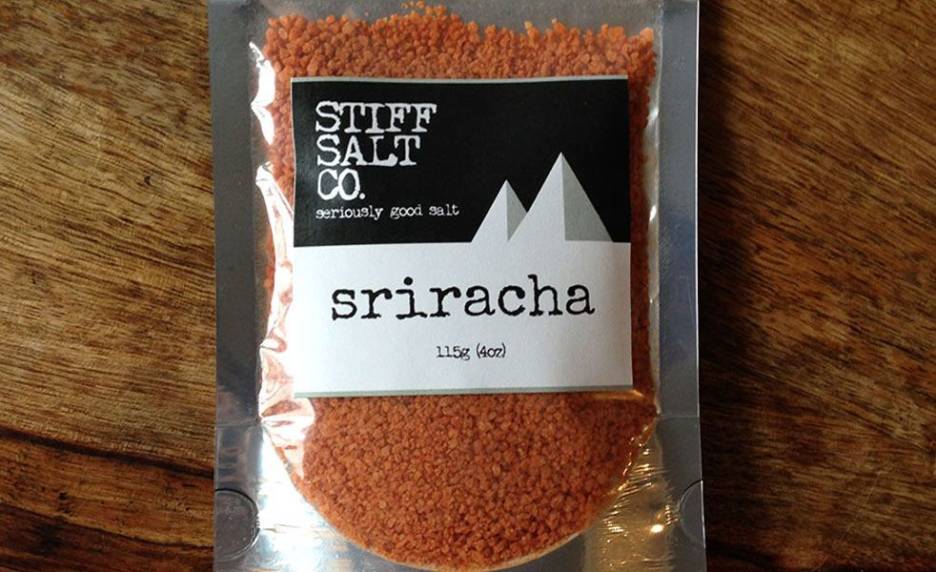 STIFF
SALT
CO.
seriously good salt
sriracha
115g (4oz)